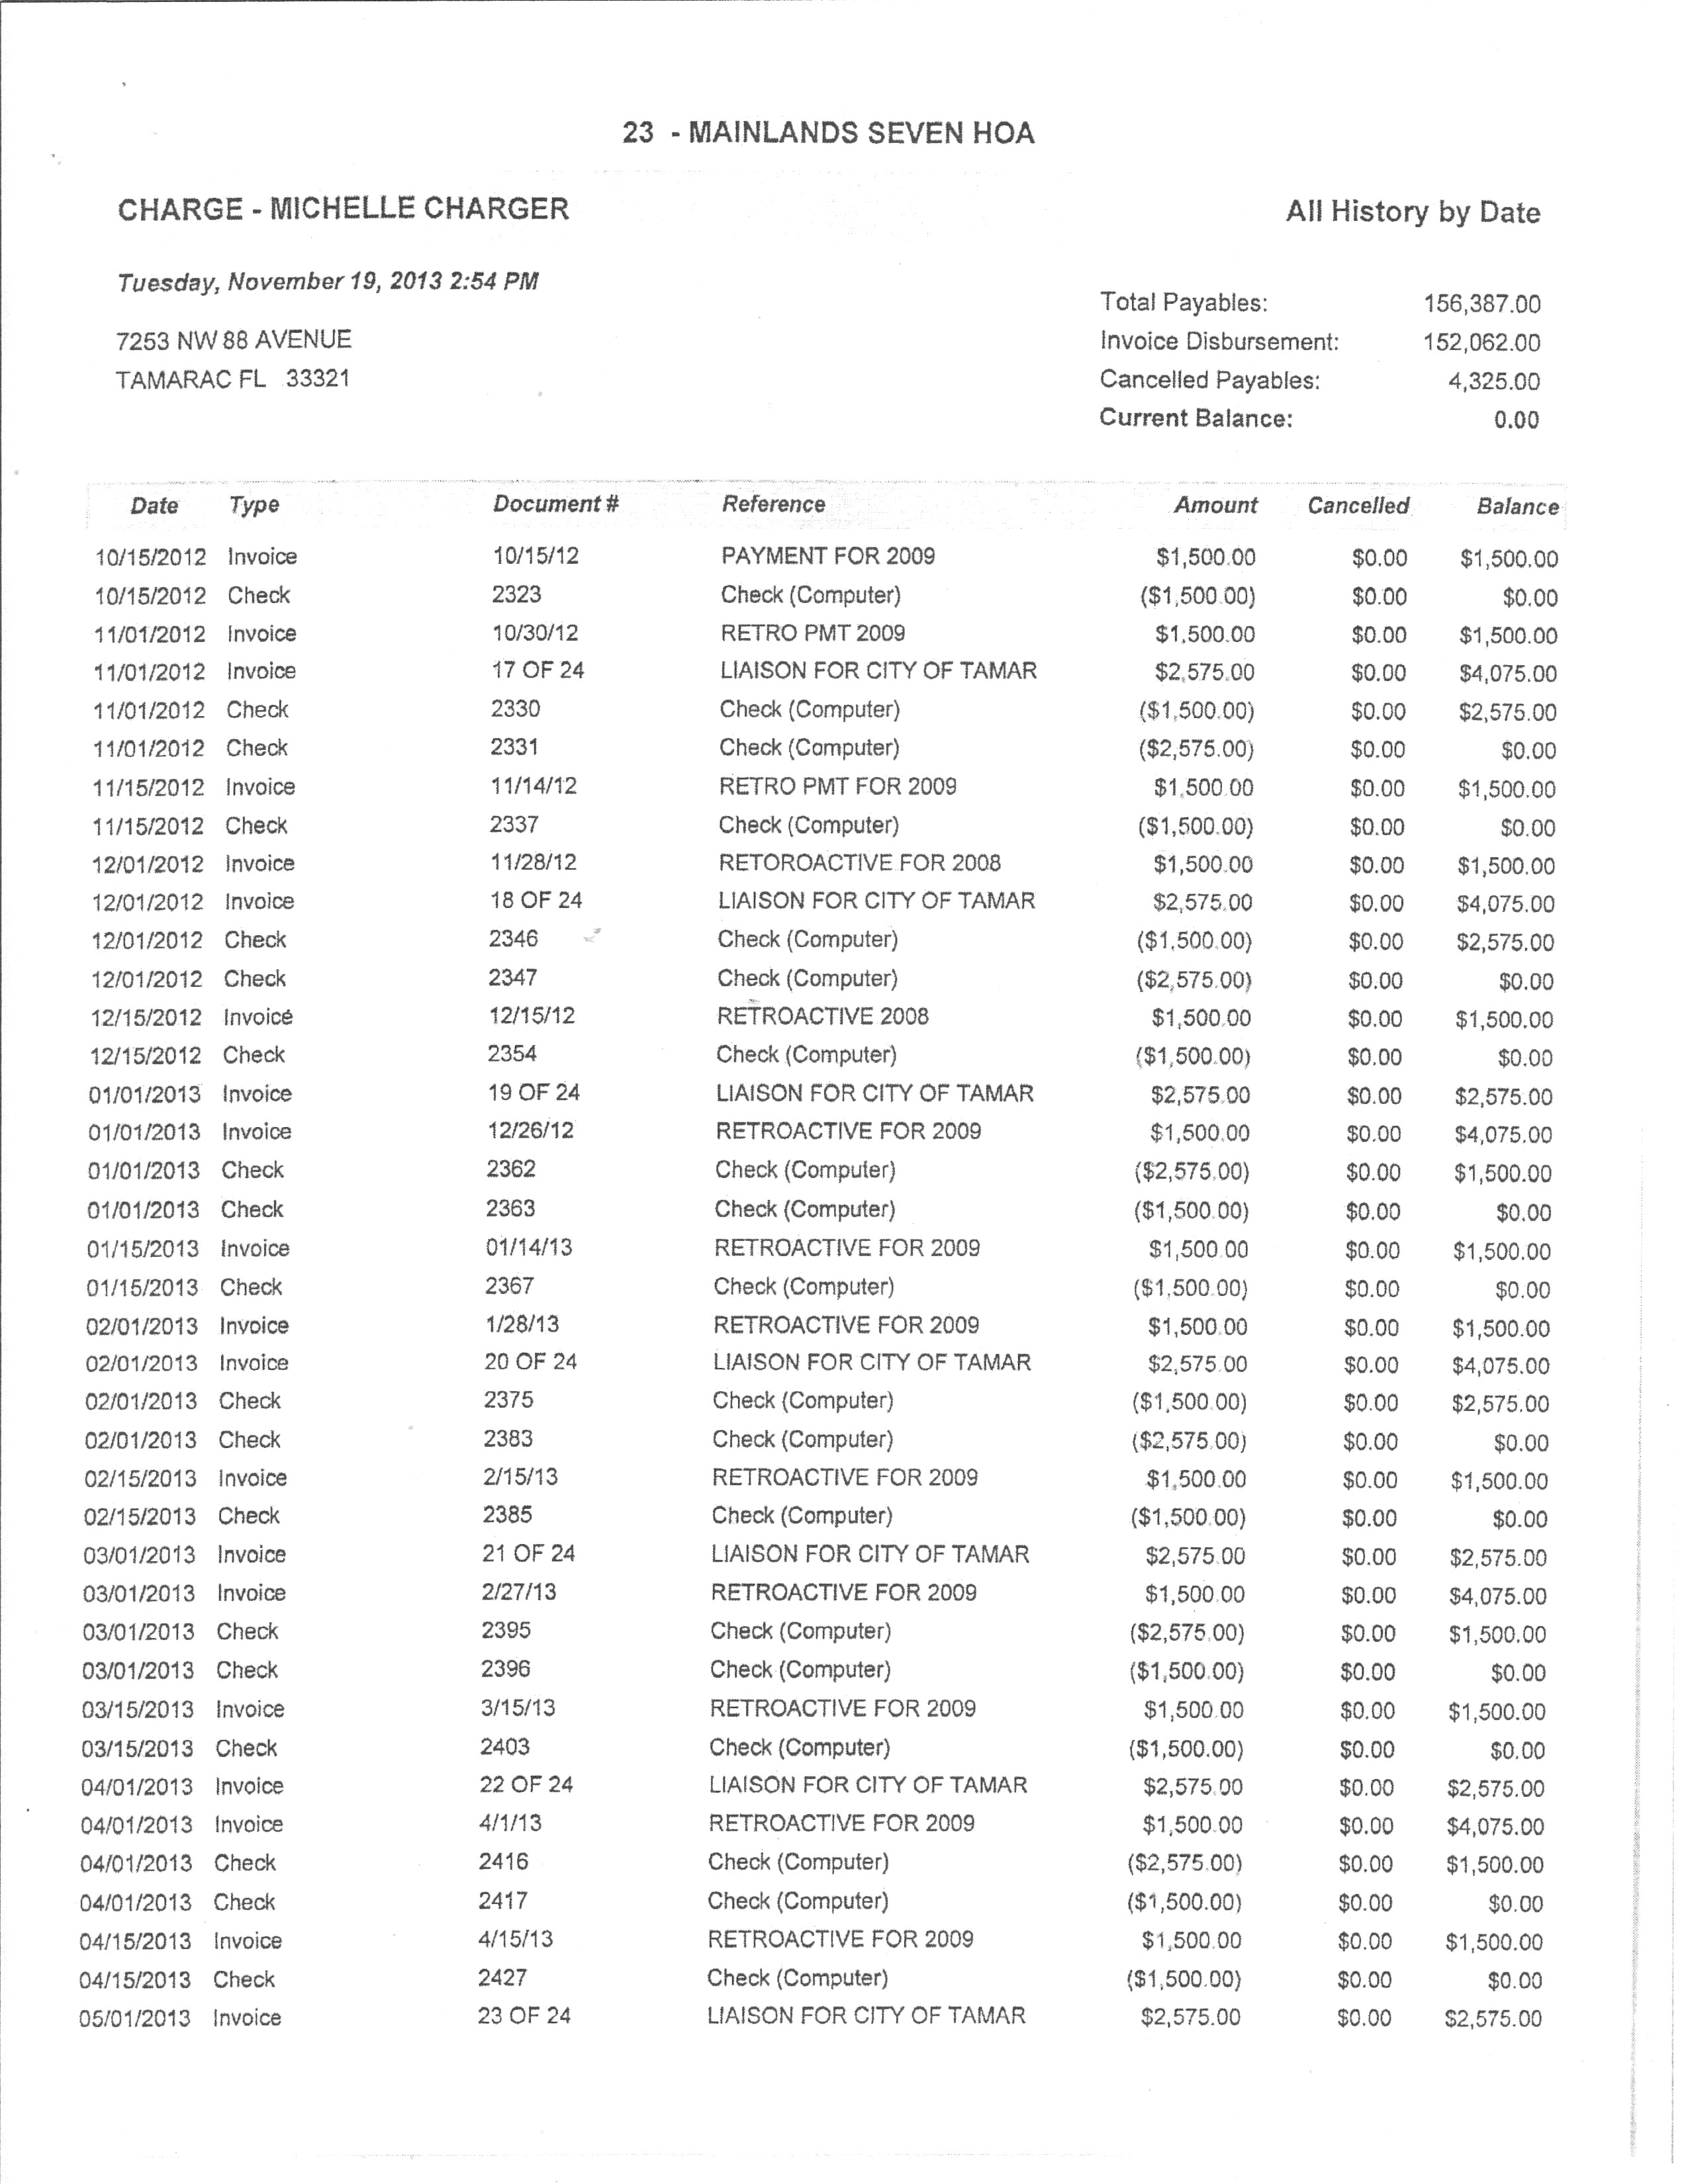 23 - MAINLANDS SEVEN HOA
CHARGE - MICHELLE CHARGER All History by Date
Tuesday, November 19, 2013 2:54 PM
7253 NW 88 AVENUE
TAMARAC FL 33321
Total Payables: 156,387.00
Invoice Disbursement: 152,062.00
Cancelled Payables: 4,325.00
Current Balance: 0.00
Date Type Document # Reference Amount Cancelled Balance
10/15/2012 Invoice 10/15/12 PAYMENT FOR 2009 $1,500.00 $0.00 $1,500.00
10/15/2012 Check 2323 Check (Computer) ($1,500.00) $0.00 $0.00
11/01/2012 Invoice 10/30/12 RETRO PMT 2009 $1,500.00 $0.00 $1,500.00
11/01/2012 Invoice 17 OF 24 LIAISON FOR CITY OF TAMAR $2,575.00 $0.00 $4,075.00
11/01/2012 Check 2330 Check (Computer) ($1,500.00) $0.00 $2,575.00
11/01/2012 Check 2331 Check (Computer) ($2,575.00) $0.00 $0.00
11/15/2012 Invoice 11/14/12 RETRO PMT FOR 2009 $1,500.00 $0.00 $1,500.00
11/15/2012 Check 2337 Check (Computer) ($1,500.00) $0.00 $0.00
12/01/2012 Invoice 11/28/12 RETOROACTIVE FOR 2008 $1,500.00 $0.00 $1,500.00
12/01/2012 Invoice 18 OF 24 LIAISON FOR CITY OF TAMAR $2,575.00 $0.00 $4,075.00
12/01/2012 Check 2346 Check (Computer) ($1,500.00) $0.00 $2,575.00
12/01/2012 Check 2347 Check (Computer) ($2,575.00) $0.00 $0.00
12/15/2012 Invoice 12/15/12 RETROACTIVE 2008 $1,500.00 $0.00 $1,500.00
12/15/2012 Check 2354 Check (Computer) ($1,500.00) $0.00 $0.00
01/01/2013 Invoice 19 OF 24 LIAISON FOR CITY OF TAMAR $2,575.00 $0.00 $2,575.00
01/01/2013 Invoice 12/26/12 RETROACTIVE FOR 2009 $1,500.00 $0.00 $4,075.00
01/01/2013 Check 2362 Check (Computer) ($2,575.00) $0.00 $1,500.00
01/01/2013 Check 2363 Check (Computer) ($1,500.00) $0.00 $0.00
01/15/2013 Invoice 01/14/13 RETROACTIVE FOR 2009 $1,500.00 $0.00 $1,500.00
01/15/2013 Check 2367 Check (Computer) ($1,500.00) $0.00 $0.00
02/01/2013 Invoice 1/28/13 RETROACTIVE FOR 2009 $1,500.00 $0.00 $1,500.00
02/01/2013 Invoice 20 OF 24 LIAISON FOR CITY OF TAMAR $2,575.00 $0.00 $4,075.00
02/01/2013 Check 2375 Check (Computer) ($1,500.00) $0.00 $2,575.00
02/01/2013 Check 2383 Check (Computer) ($2,575.00) $0.00 $0.00
02/15/2013 Invoice 2/15/13 RETROACTIVE FOR 2009 $1,500.00 $0.00 $1,500.00
02/15/2013 Check 2385 Check (Computer) ($1,500.00) $0.00 $0.00
03/01/2013 Invoice 21 OF 24 LIAISON FOR CITY OF TAMAR $2,575.00 $0.00 $2,575.00
03/01/2013 Invoice 2/27/13 RETROACTIVE FOR 2009 $1,500.00 $0.00 $4,075.00
03/01/2013 Check 2395 Check (Computer) ($2,575.00) $0.00 $1,500.00
03/01/2013 Check 2396 Check (Computer) ($1,500.00) $0.00 $0.00
03/15/2013 Invoice 3/15/13 RETROACTIVE FOR 2009 $1,500.00 $0.00 $1,500.00
03/15/2013 Check 2403 Check (Computer) ($1,500.00) $0.00 $0.00
04/01/2013 Invoice 22 OF 24 LIAISON FOR CITY OF TAMAR $2,575.00 $0.00 $2,575.00
04/01/2013 Invoice 4/1/13 RETROACTIVE FOR 2009 $1,500.00 $0.00 $4,075.00
04/01/2013 Check 2416 Check (Computer) ($2,575.00) $0.00 $1,500.00
04/01/2013 Check 2417 Check (Computer) ($1,500.00) $0.00 $0.00
04/15/2013 Invoice 4/15/13 RETROACTIVE FOR 2009 $1,500.00 $0.00 $1,500.00
04/15/2013 Check 2427 Check (Computer) ($1,500.00) $0.00 $0.00
05/01/2013 Invoice 23 OF 24 LIAISON FOR CITY OF TAMAR $2,575.00 $0.00 $2,575.00